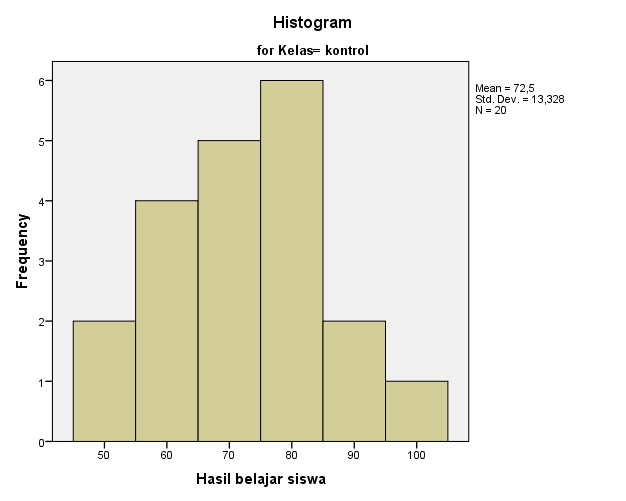 Histogram
for Kelas= kontrol
Mean = 72,5
Std. Dev. = 13,328
N = 20
Frequency
6
5
4
3
2
1
0
50 60 70 80 90 100
Hasil belajar siswa